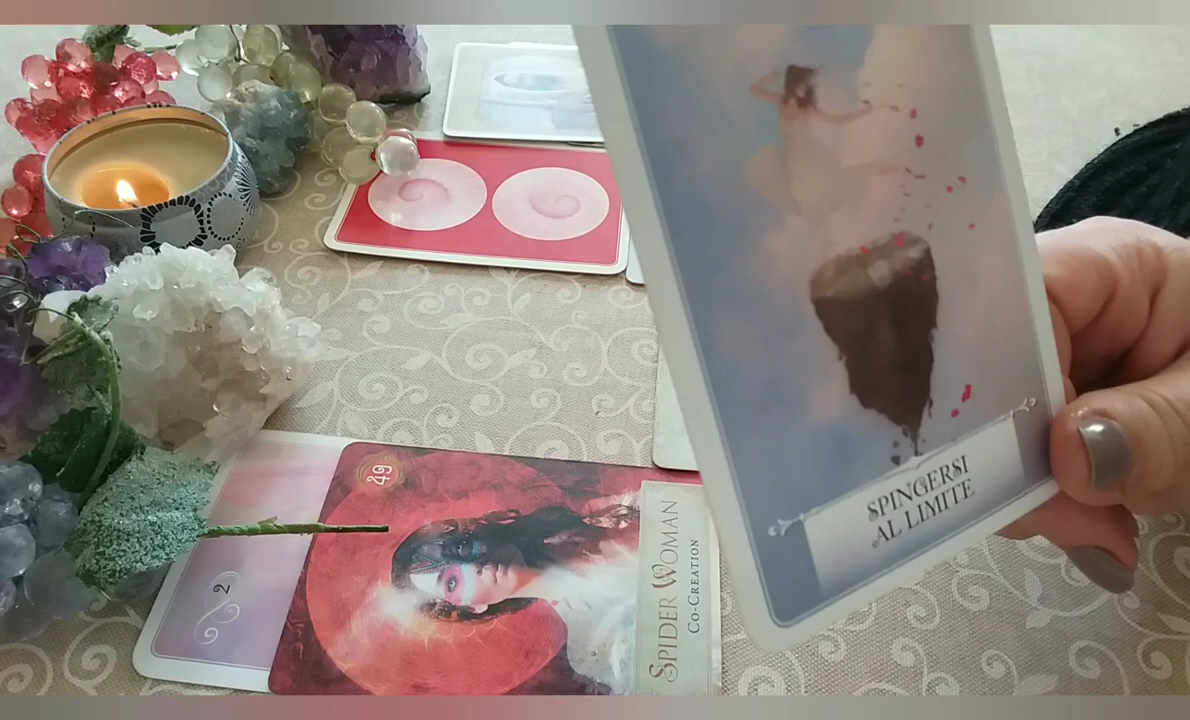 SPINGERSI
AL LIMITE
49
SPIDER WOMAN
CO-CREATION
2